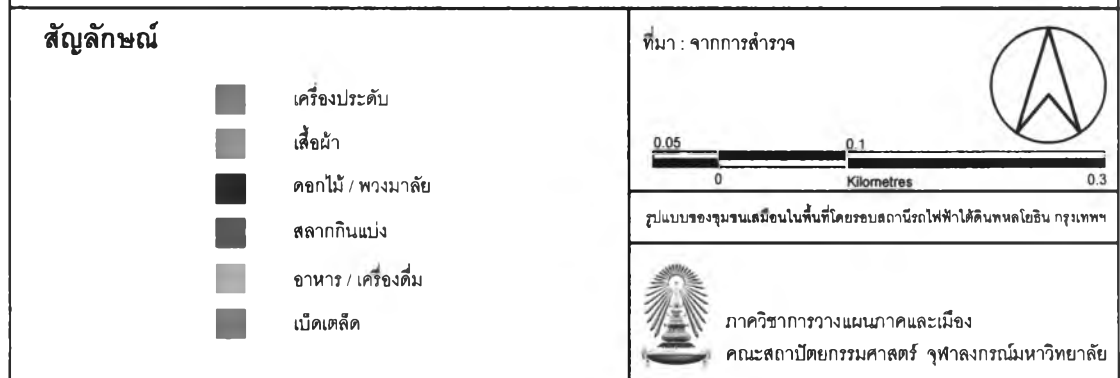 สัญลักษณ์
เครื่องประดับ
เสื้อผ้า
ดอกไม้ / พวงมาลัย
สลากกินแบ่ง
อาหาร / เครื่องดื่ม
เบ็ดเตล็ด
ที่มา : จากการสำรวจ
0.05 0.1
0 Kilometres 0.3
รูปแบบของชุมชนเสมือนในพื้นที่โดยรอบสถานีรถไฟฟ้าใต้ดินพหลโยธิน กรุงเทพฯ
ภาควิชาการวางแผนภาคและเมือง
คณะสถาปัตยกรรมศาสตร์ จุฬาลงกรณ์มหาวิทยาลัย